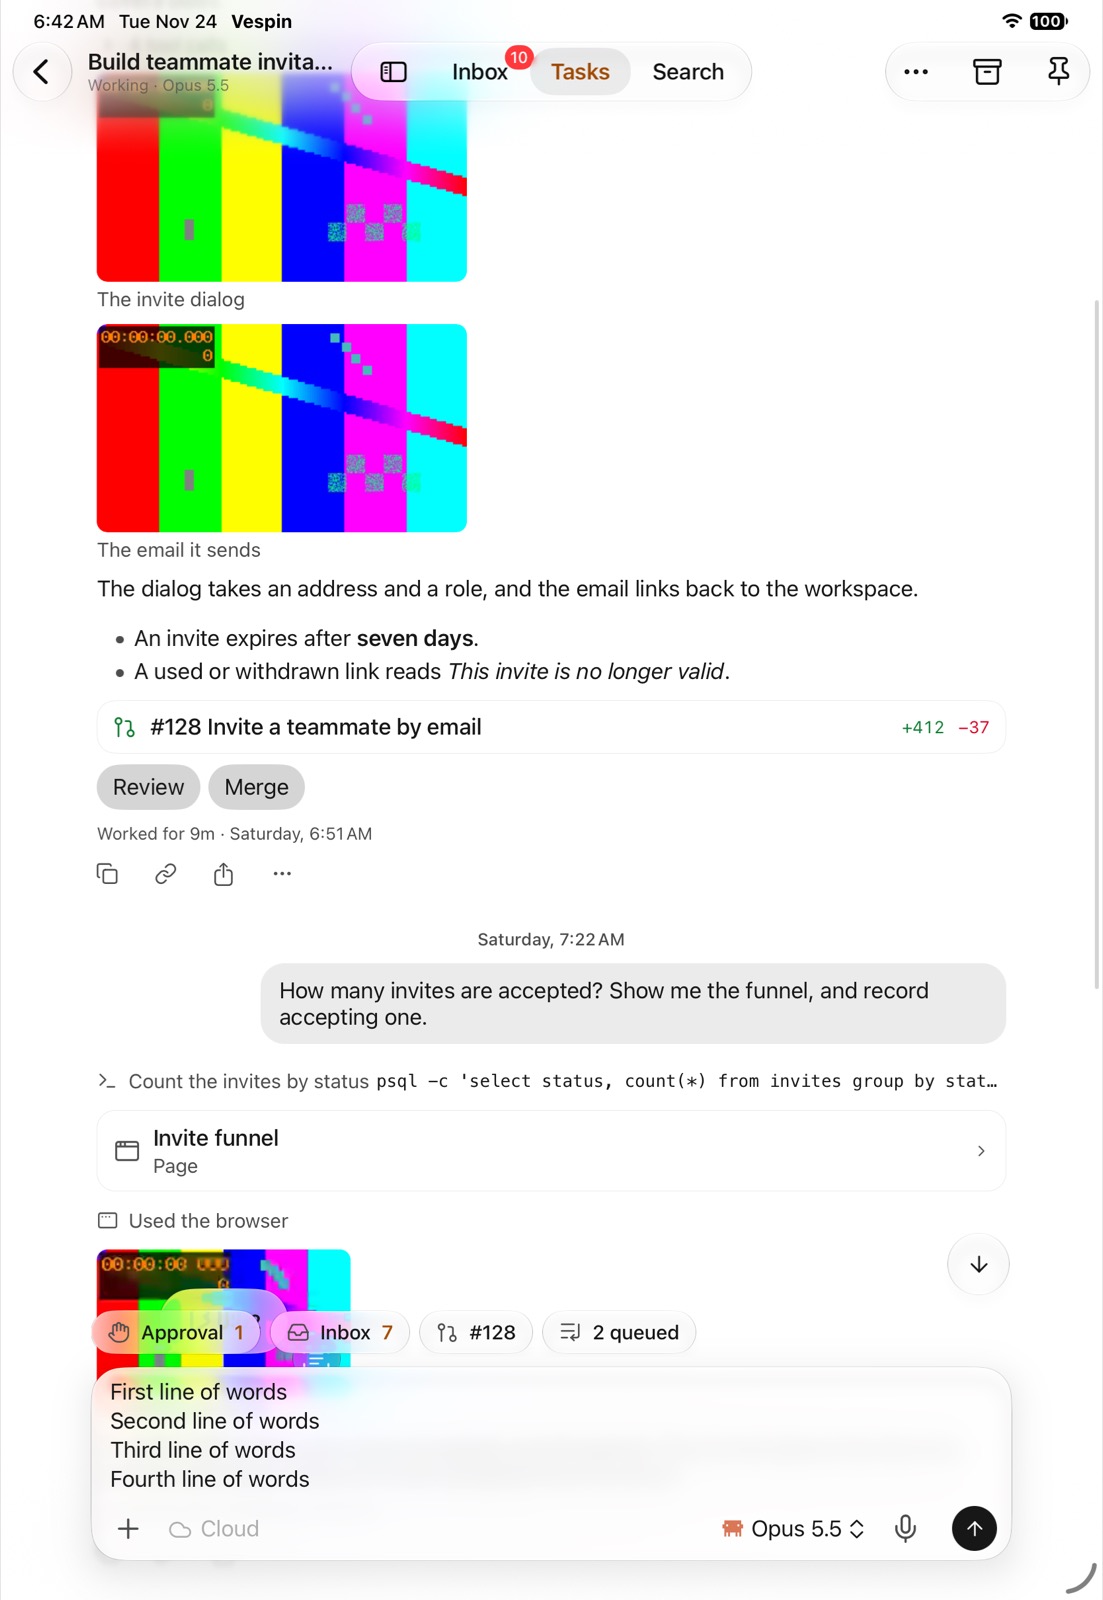 6:42 AM Tue Nov 24 Vespin
100
Build teammate invita...
Working · Opus 5.5
Inbox 10 Tasks Search
0
The invite dialog
00:00:00.000
0
The email it sends
The dialog takes an address and a role, and the email links back to the workspace.
• An invite expires after seven days.
• A used or withdrawn link reads This invite is no longer valid.
#128 Invite a teammate by email +412 −37
Review Merge
Worked for 9m · Saturday, 6:51 AM
Saturday, 7:22 AM
How many invites are accepted? Show me the funnel, and record
accepting one.
Count the invites by status psql -c 'select status, count(*) from invites group by stat…
Invite funnel
Page
Used the browser
00:00:00
Approval 1 Inbox 7 #128 2 queued
First line of words
Second line of words
Third line of words
Fourth line of words
Cloud Opus 5.5